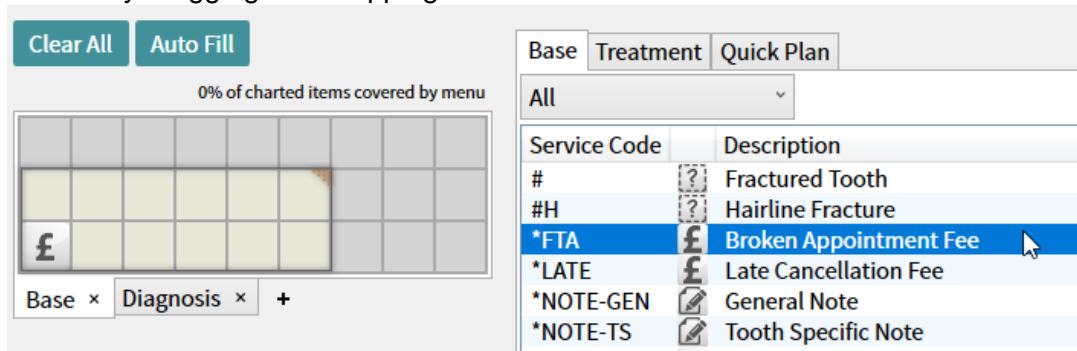 Clear All Auto Fill
0% of charted items covered by menu
£
Base × Diagnosis × +
Base Treatment Quick Plan
All
Service Code Description
# ? Fractured Tooth
#H ? Hairline Fracture
*FTA £ Broken Appointment Fee
*LATE £ Late Cancellation Fee
*NOTE-GEN General Note
*NOTE-TS Tooth Specific Note